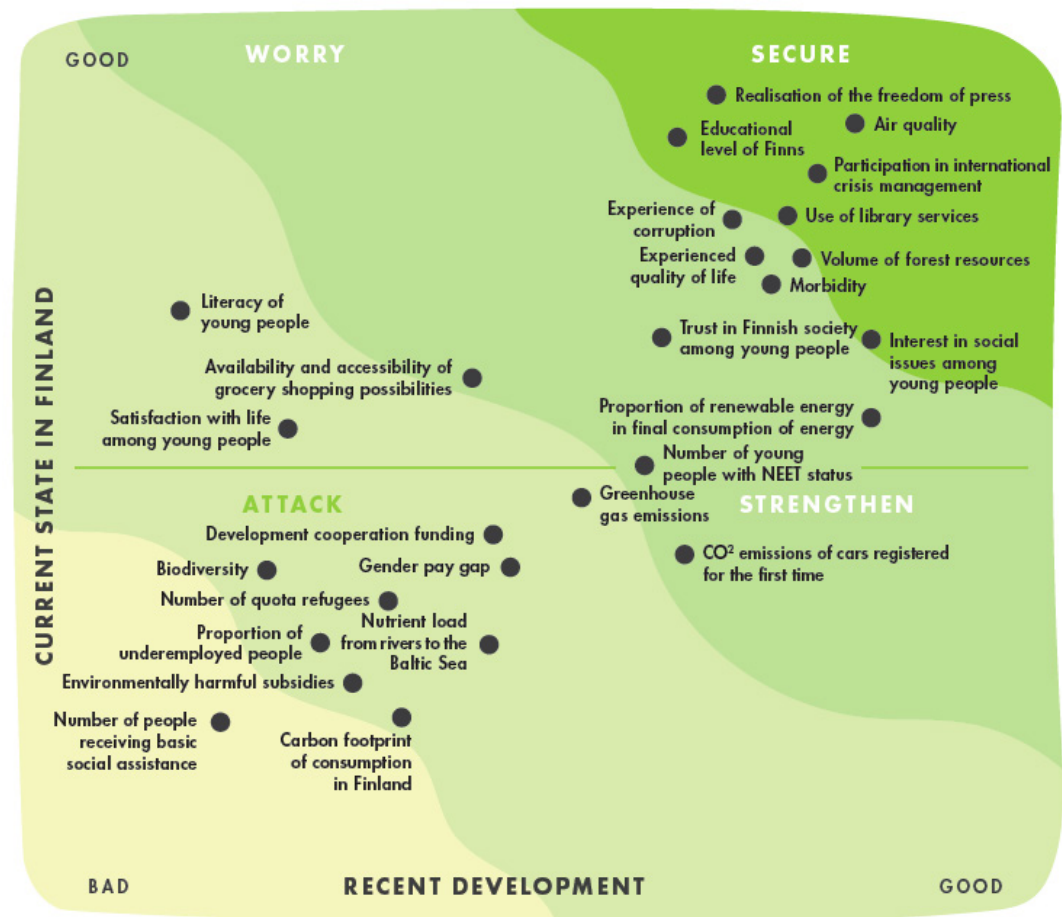 GOOD
WORRY
SECURE
Realisation of the freedom of press
Educational
level of Finns
Air quality
Participation in international
crisis management
Experience of
corruption
Use of library services
Experienced
quality of life
Volume of forest resources
Morbidity
Literacy of
young people
Trust in Finnish society
among young people
Interest in social
issues among
young people
Availability and accessibility of
grocery shopping possibilities
Satisfaction with life
among young people
Proportion of renewable energy
in final consumption of energy
Number of young
people with NEET status
CURRENT STATE IN FINLAND
ATTACK
Greenhouse
gas emissions
STRENGTHEN
Development cooperation funding
CO² emissions of cars registered
for the first time
Biodiversity
Gender pay gap
Number of quota refugees
Nutrient load
from rivers to the
Baltic Sea
Proportion of
underemployed people
Environmentally harmful subsidies
Number of people
receiving basic
social assistance
Carbon footprint
of consumption
in Finland
BAD
RECENT DEVELOPMENT
GOOD